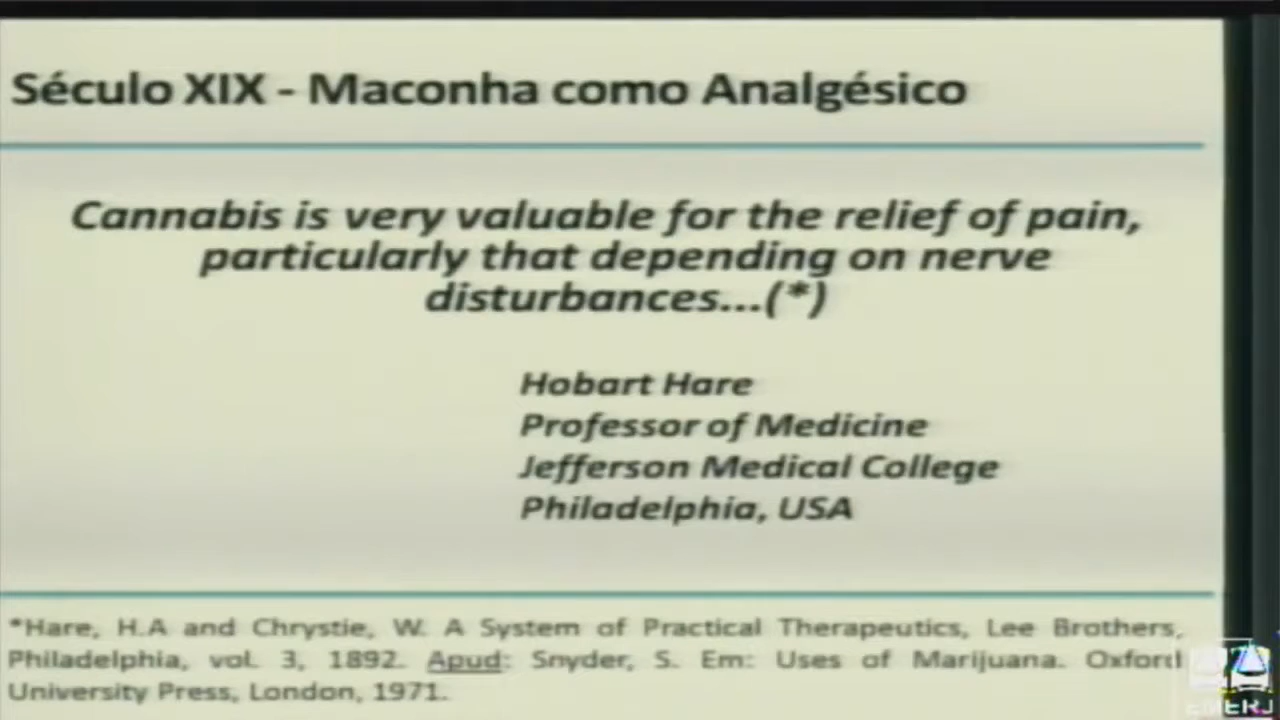 Século XIX - Maconha como Analgésico
Cannabis is very valuable for the relief of pain,
particularly that depending on nerve
disturbances...(*)
Hobart Hare
Professor of Medicine
Jefferson Medical College
Philadelphia, USA
*Hare, H.A and Chrystie, W. A System of Practical Therapeutics, Lee Brothers,
Philadelphia, vol. 3, 1892. Apud: Snyder, S. Em: Uses of Marijuana. Oxford
University Press, London, 1971.
EMERJ